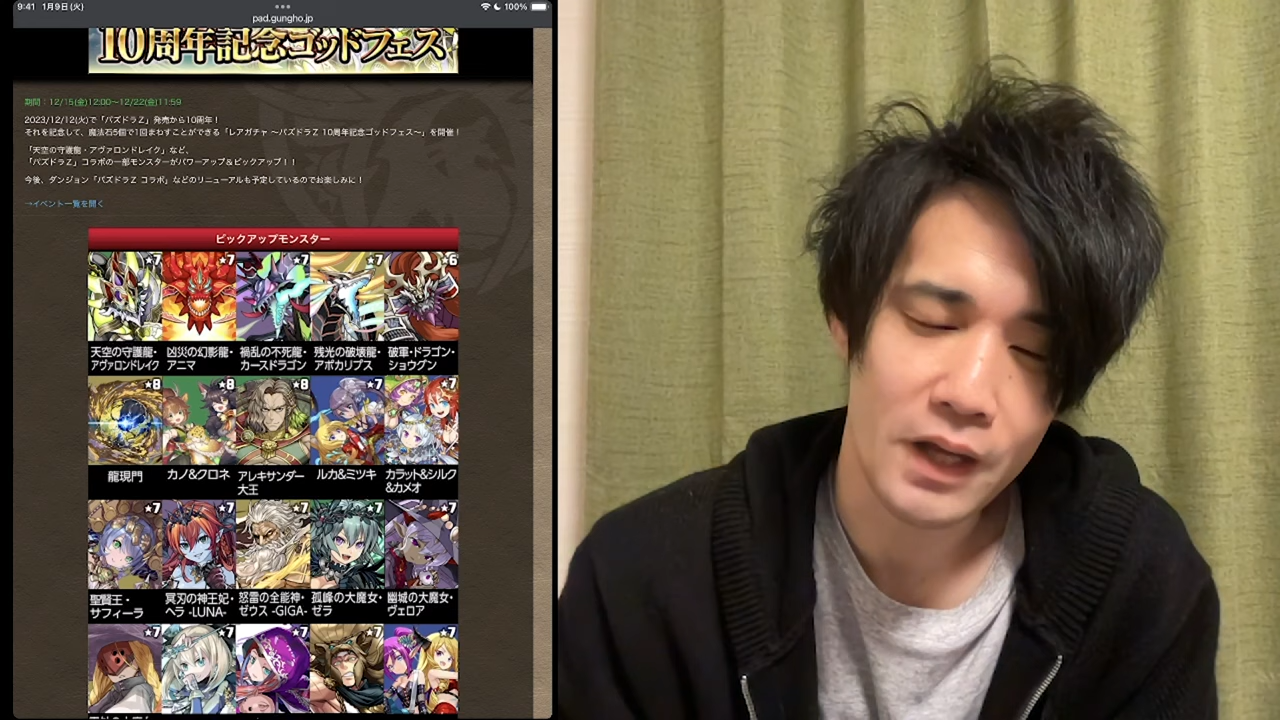 9:41 1月9日(火)
100%
pad.gungho.jp
10周年記念ゴッドフェス
期間：12/15(金)12:00～12/22(金)11:59
2023/12/12(火)で「パズドラZ」発売から10周年！
それを記念して、魔法石5個で1回まわすことができる「レアガチャ ～パズドラZ 10周年記念ゴッドフェス～」を開催！
「天空の守護龍・アヴァロンドレイク」など、
「パズドラZ」コラボの一部モンスターがパワーアップ＆ピックアップ！！
今後、ダンジョン「パズドラZ コラボ」などのリニューアルも予定しているのでお楽しみに！
→イベント一覧を開く
ピックアップモンスター
★7 ★7 ★7 ★7 ★6
天空の守護龍・アヴァロンドレイク
凶災の幻影龍・アニマ
禍乱の不死龍・カースドラゴン
残光の破壊龍・アポカリプス
破軍・ドラゴン・ショウグン
★8 ★8 ★8 ★7 ★7
龍現門
カノ&クロネ
アレキサンダー大王
ルカ&ミツキ
カラット&シルク&カメオ
★7 ★7 ★7 ★7 ★7
聖賢王・サフィーラ
冥刃の神王妃・ヘラ -LUNA-
怒雷の全能神・ゼウス -GIGA-
孤峰の大魔女・ゼラ
幽城の大魔女・ヴェロア
★7 ★7 ★7 ★7 ★7